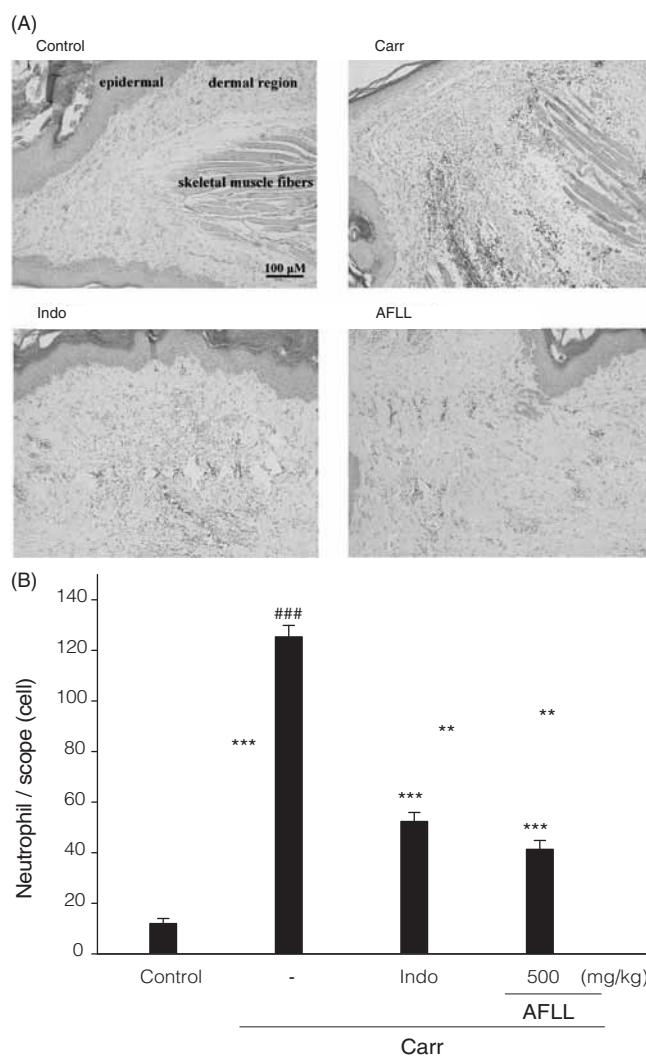 (A)
Control
Carr
epidermal
dermal region
skeletal muscle fibers
100 µM
Indo
AFLL
(B)
140
120
100
80
60
40
20
0
Neutrophil / scope (cell)
###
***
**
**
***
***
Control
-
Indo
500
(mg/kg)
AFLL
Carr